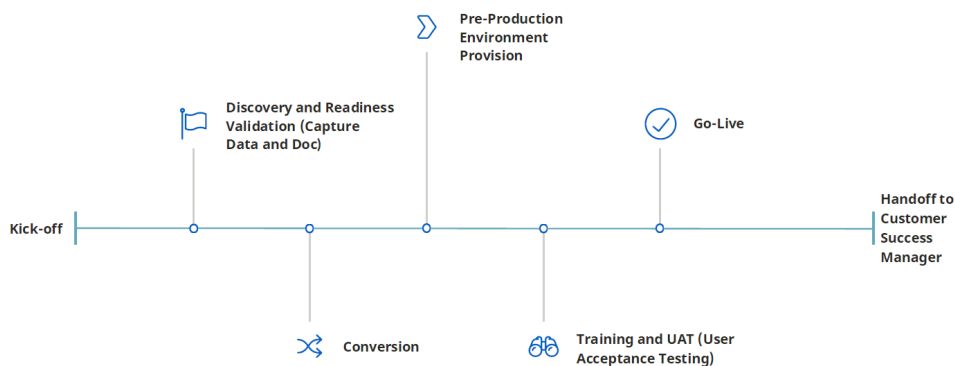 Pre-Production
Environment
Provision
Discovery and Readiness
Validation (Capture
Data and Doc)
Go-Live
Kick-off
Handoff to
Customer
Success
Manager
Conversion
Training and UAT (User
Acceptance Testing)